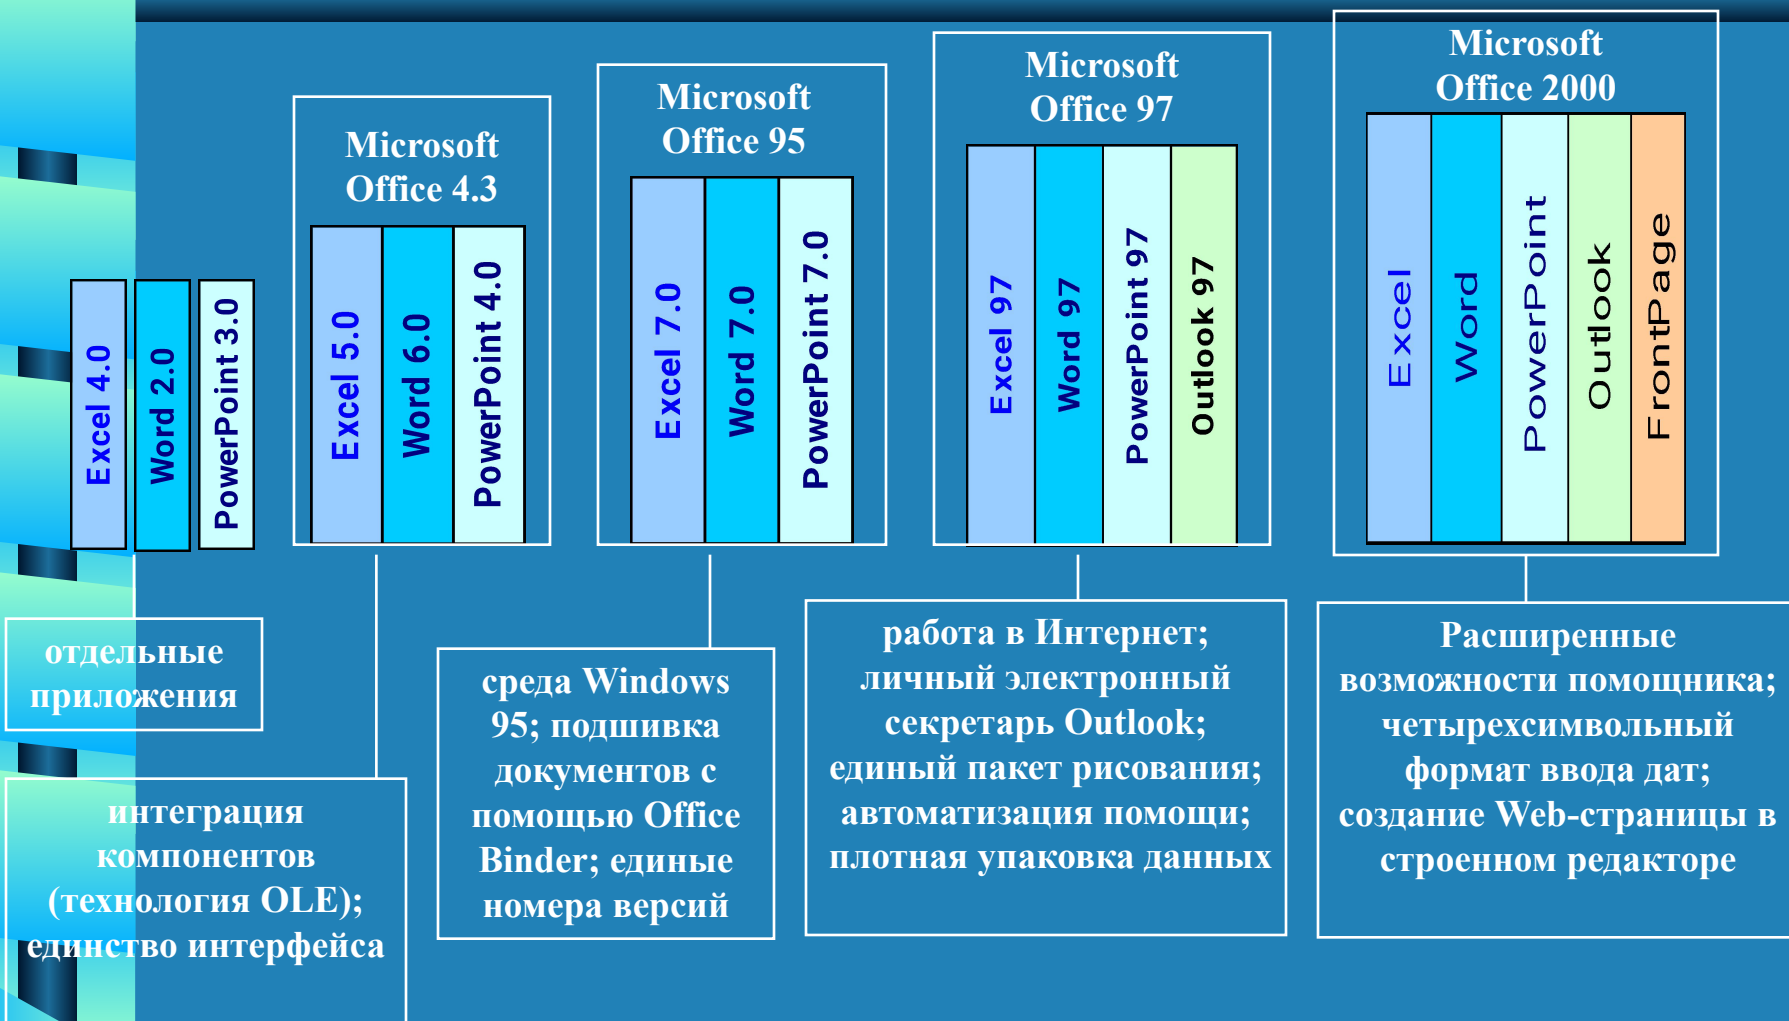 Excel 4.0
Word 2.0
PowerPoint 3.0
отдельные
приложения
Microsoft
Office 4.3
Excel 5.0
Word 6.0
PowerPoint 4.0
интеграция
компонентов
(технология OLE);
единство интерфейса
Microsoft
Office 95
Excel 7.0
Word 7.0
PowerPoint 7.0
среда Windows
95; подшивка
документов с
помощью Office
Binder; единые
номера версий
Microsoft
Office 97
Excel 97
Word 97
PowerPoint 97
Outlook 97
работа в Интернет;
личный электронный
секретарь Outlook;
единый пакет рисования;
автоматизация помощи;
плотная упаковка данных
Microsoft
Office 2000
Excel
Word
PowerPoint
Outlook
FrontPage
Расширенные
возможности помощника;
четырехсимвольный
формат ввода дат;
создание Web-страницы в
строенном редакторе